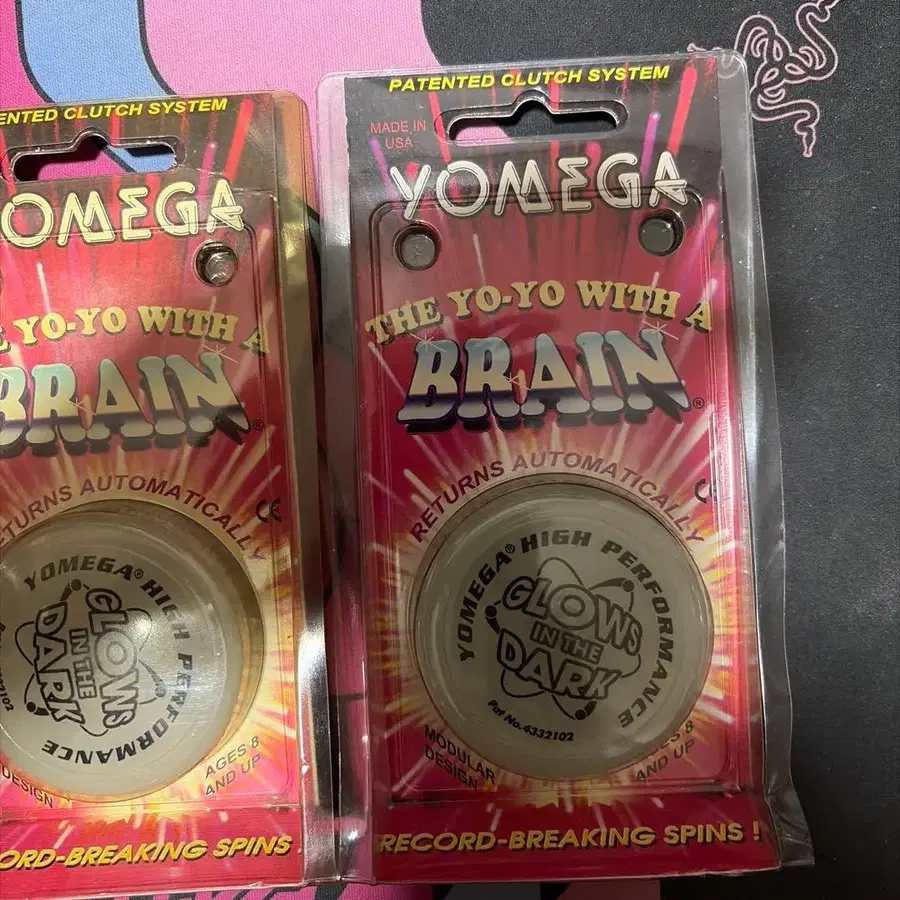 ENTED CLUTCH SYSTEM
OMEGA
YO-YO WITH A
BRAIN®
RETURNS AUTOMATICALLY
CE
YOMEGA® HIGH PERFORMANCE
GLOWS
IN THE
DARK
2102
DESIGN
AGES 8
AND UP
ORD-BREAKING SPINS !
PATENTED CLUTCH SYSTEM
MADE IN
USA
YOMEGA
THE YO-YO WITH A
BRAIN®
RETURNS AUTOMATICALLY
CE
YOMEGA® HIGH PERFORMANCE
GLOWS
IN THE
DARK
Pat No.4332102
MODULAR
DESIGN
AGES 8
AND UP
RECORD-BREAKING SPINS !